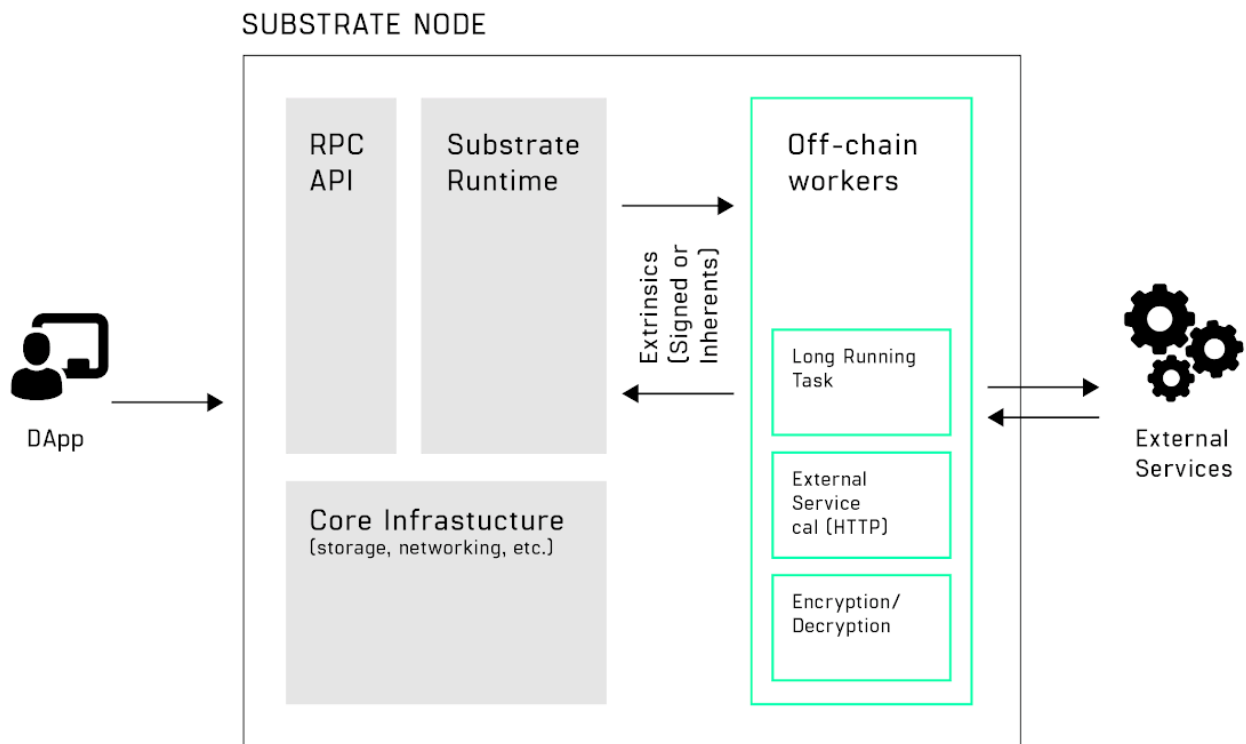 SUBSTRATE NODE
RPC
API
Substrate
Runtime
Off-chain
workers
Extrinsics
(Signed or
Inherents)
Long Running
Task
DApp
External
Services
External
Service
cal (HTTP)
Core Infrastucture
(storage, networking, etc.)
Encryption/
Decryption